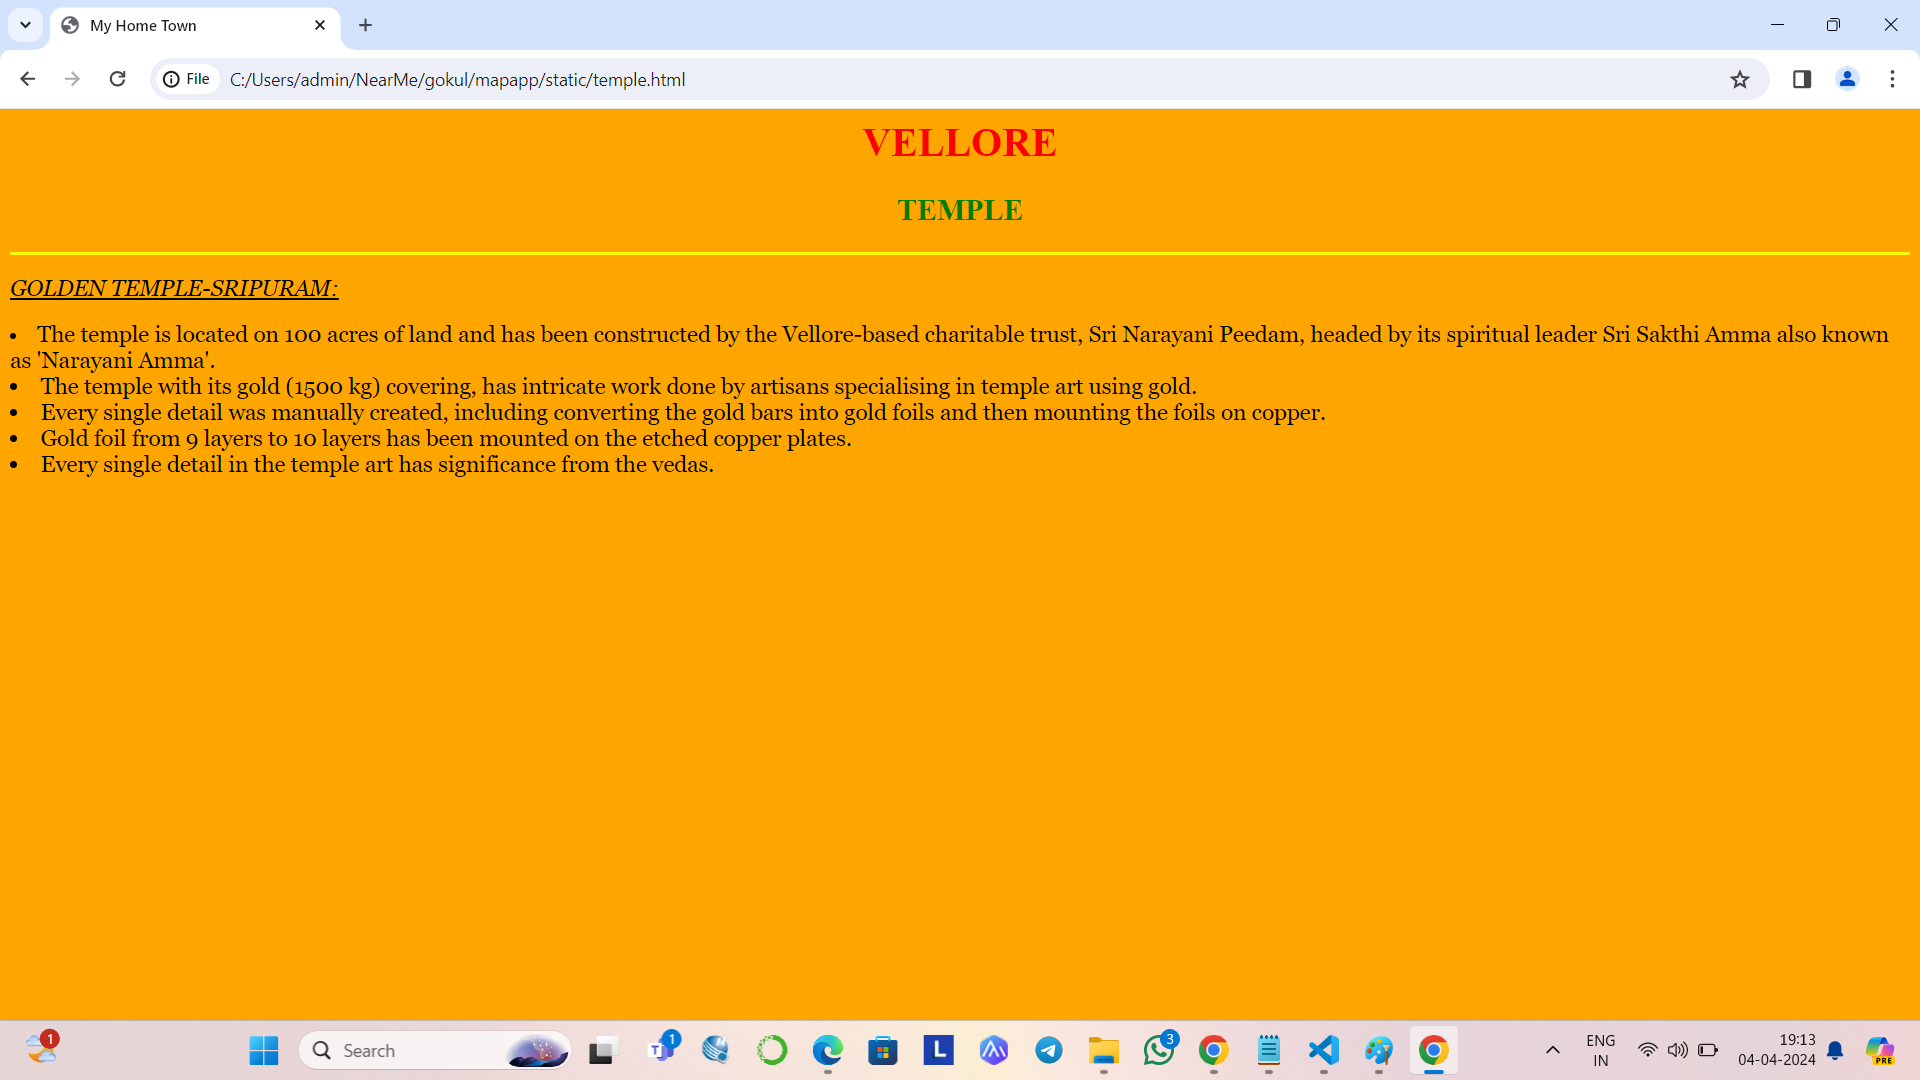 My Home Town
File
C:/Users/admin/NearMe/gokul/mapapp/static/temple.html
VELLORE
TEMPLE
GOLDEN TEMPLE-SRIPURAM:
• The temple is located on 100 acres of land and has been constructed by the Vellore-based charitable trust, Sri Narayani Peedam, headed by its spiritual leader Sri Sakthi Amma also known
as 'Narayani Amma'.
• The temple with its gold (1500 kg) covering, has intricate work done by artisans specialising in temple art using gold.
• Every single detail was manually created, including converting the gold bars into gold foils and then mounting the foils on copper.
• Gold foil from 9 layers to 10 layers has been mounted on the etched copper plates.
• Every single detail in the temple art has significance from the vedas.
1
Search
1
T
L
3
ENG
IN
19:13
04-04-2024
PRE